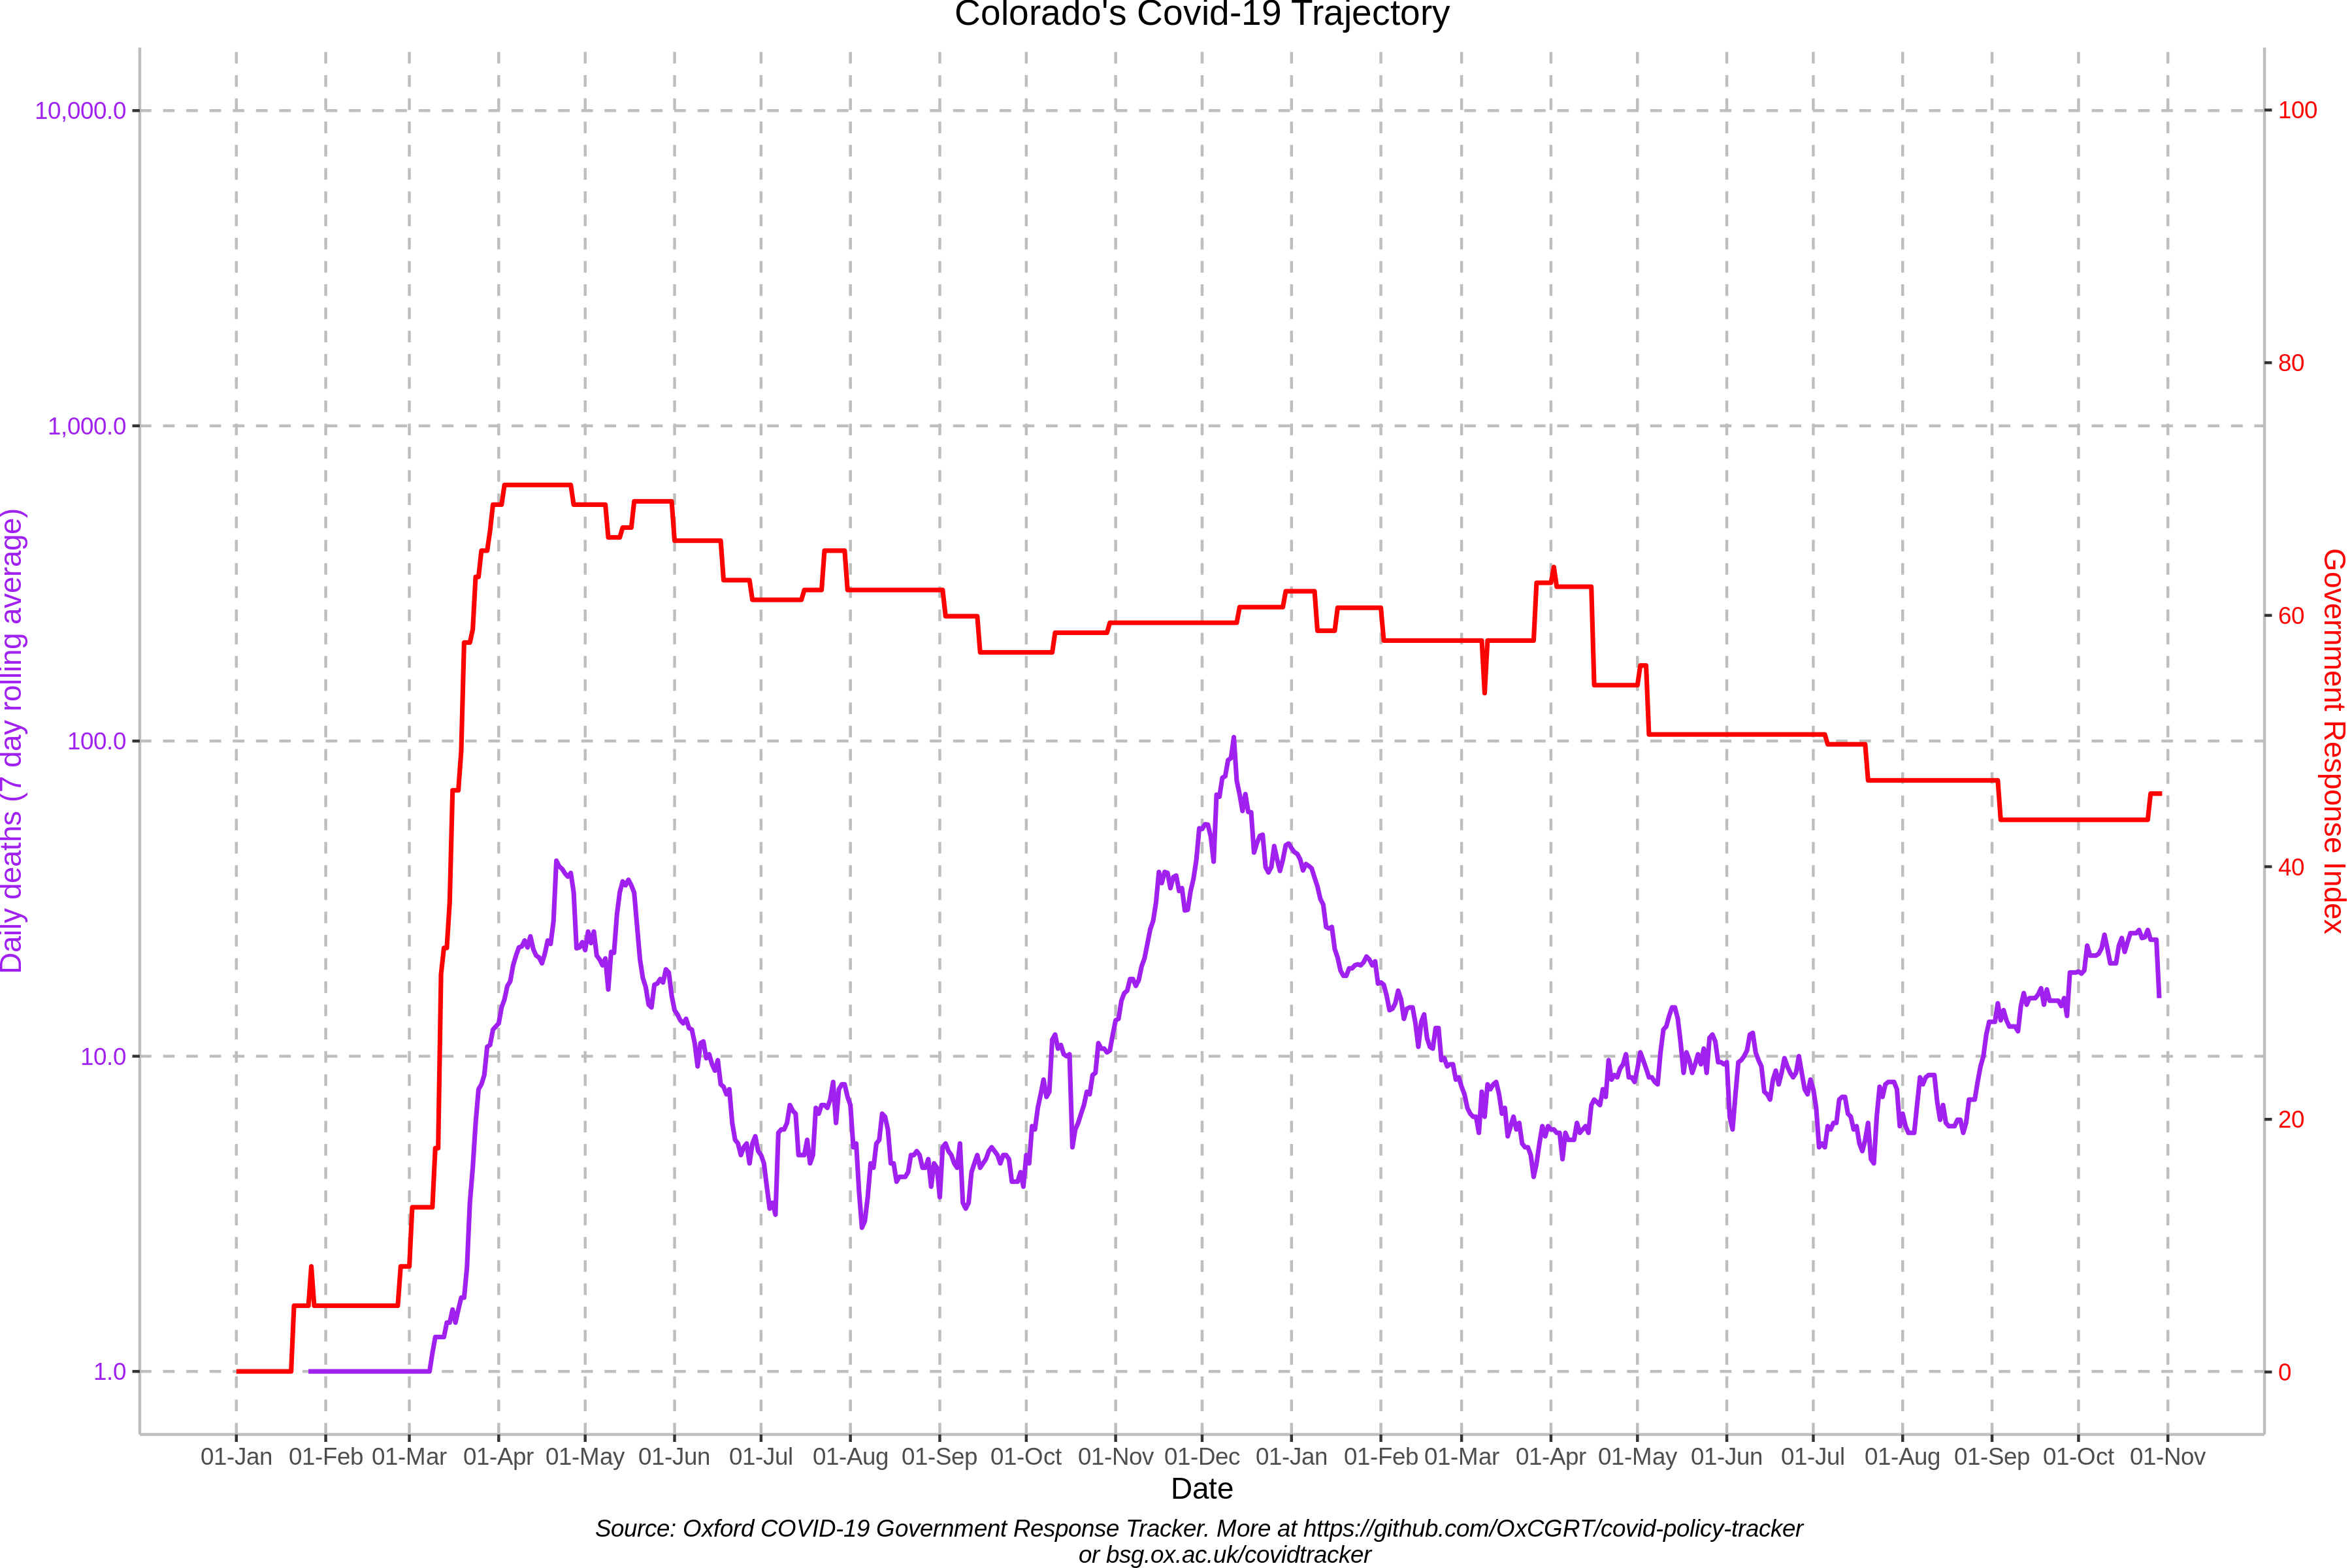 Colorado's Covid-19 Trajectory
10,000.0
1,000.0
100.0
10.0
1.0
Daily deaths (7 day rolling average)
100
80
60
40
20
0
Government Response Index
01-Jan 01-Feb 01-Mar 01-Apr 01-May 01-Jun 01-Jul 01-Aug 01-Sep 01-Oct 01-Nov 01-Dec 01-Jan 01-Feb 01-Mar 01-Apr 01-May 01-Jun 01-Jul 01-Aug 01-Sep 01-Oct 01-Nov
Date
Source: Oxford COVID-19 Government Response Tracker. More at https://github.com/OxCGRT/covid-policy-tracker
or bsg.ox.ac.uk/covidtracker